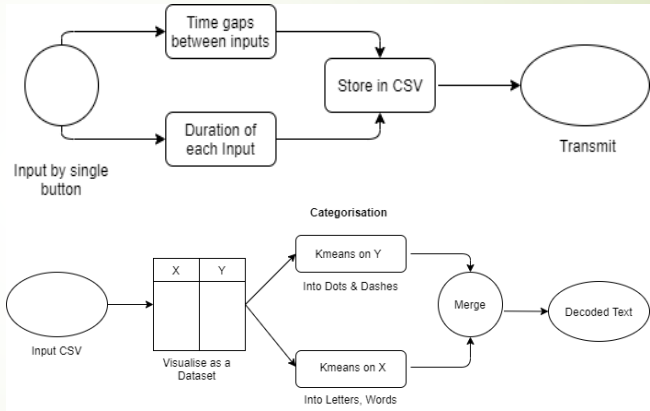 Time gaps
between inputs
Store in CSV
Duration of
each Input
Transmit
Input by single
button
Categorisation
Kmeans on Y
Into Dots & Dashes
X Y
Merge
Decoded Text
Input CSV
Visualise as a
Dataset
Kmeans on X
Into Letters, Words